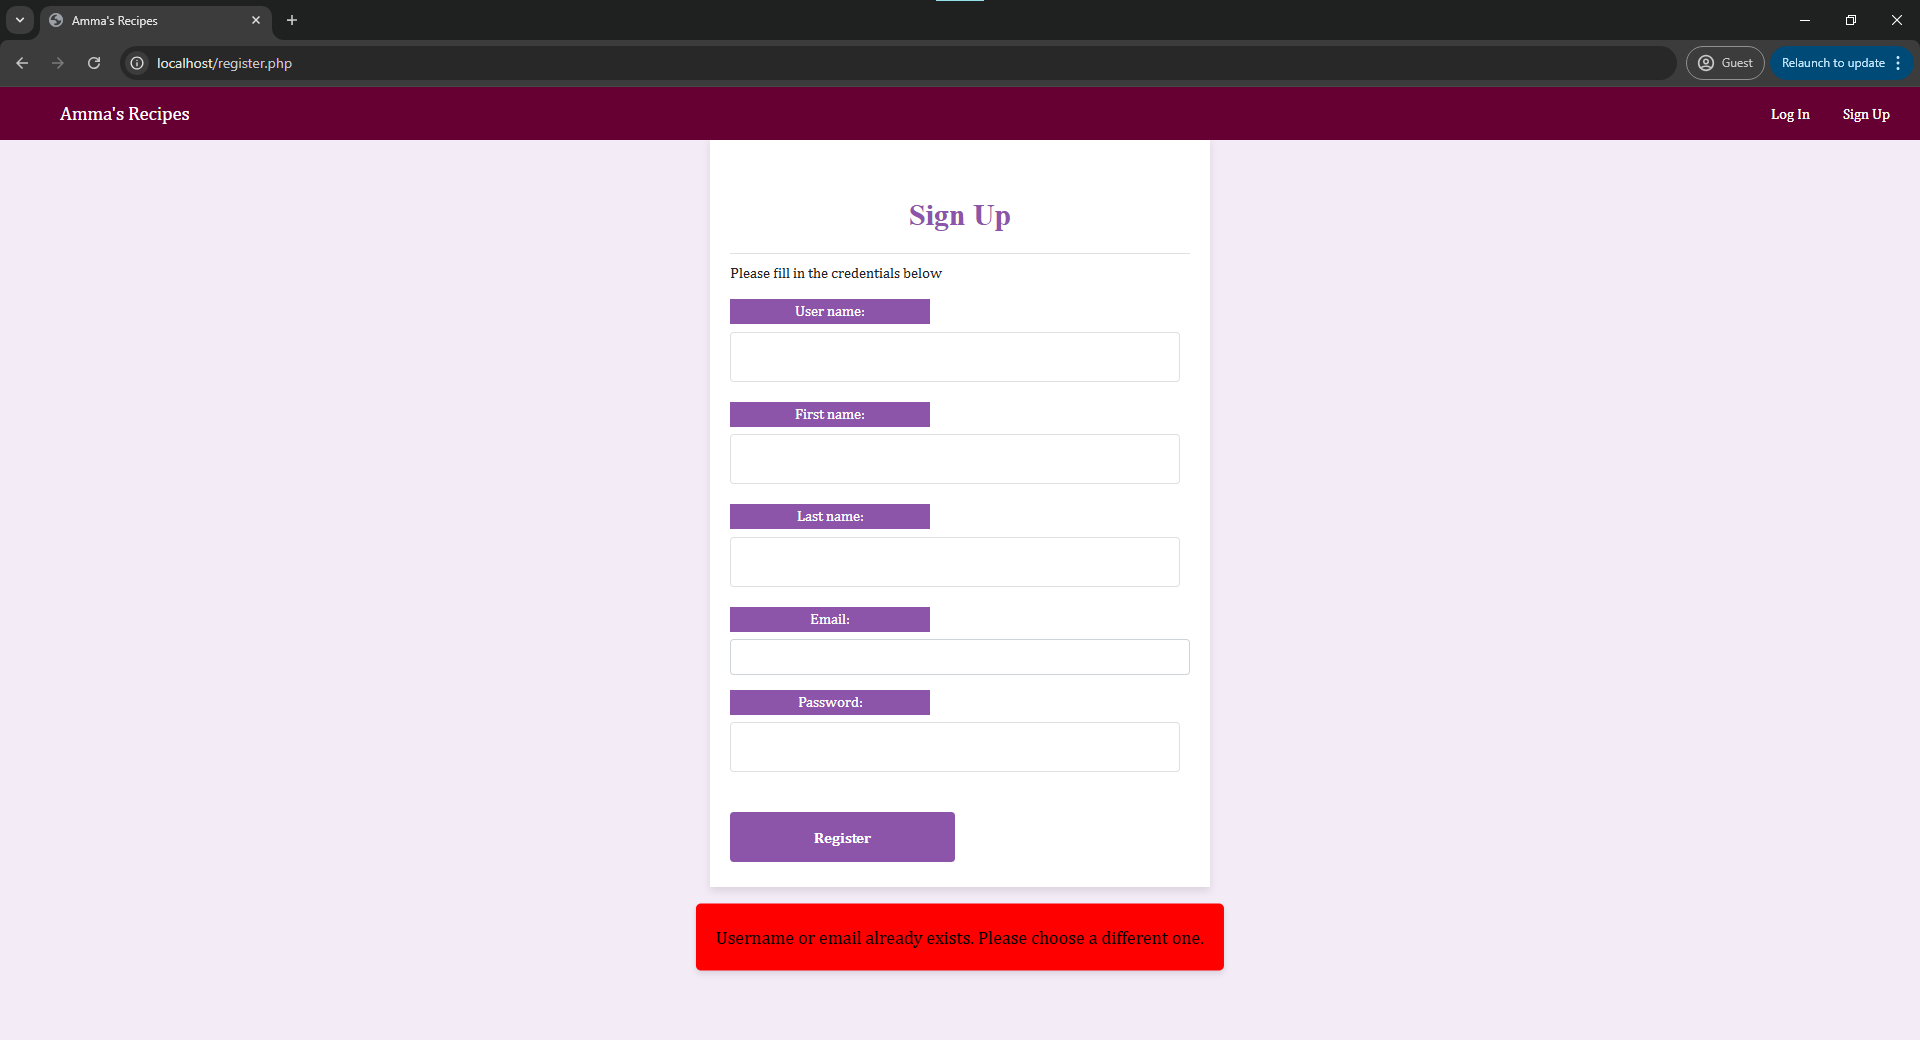 Amma's Recipes
localhost/register.php
Guest
Relaunch to update
Amma's Recipes
Log In
Sign Up
Sign Up
Please fill in the credentials below
User name:
First name:
Last name:
Email:
Password:
Register
Username or email already exists. Please choose a different one.